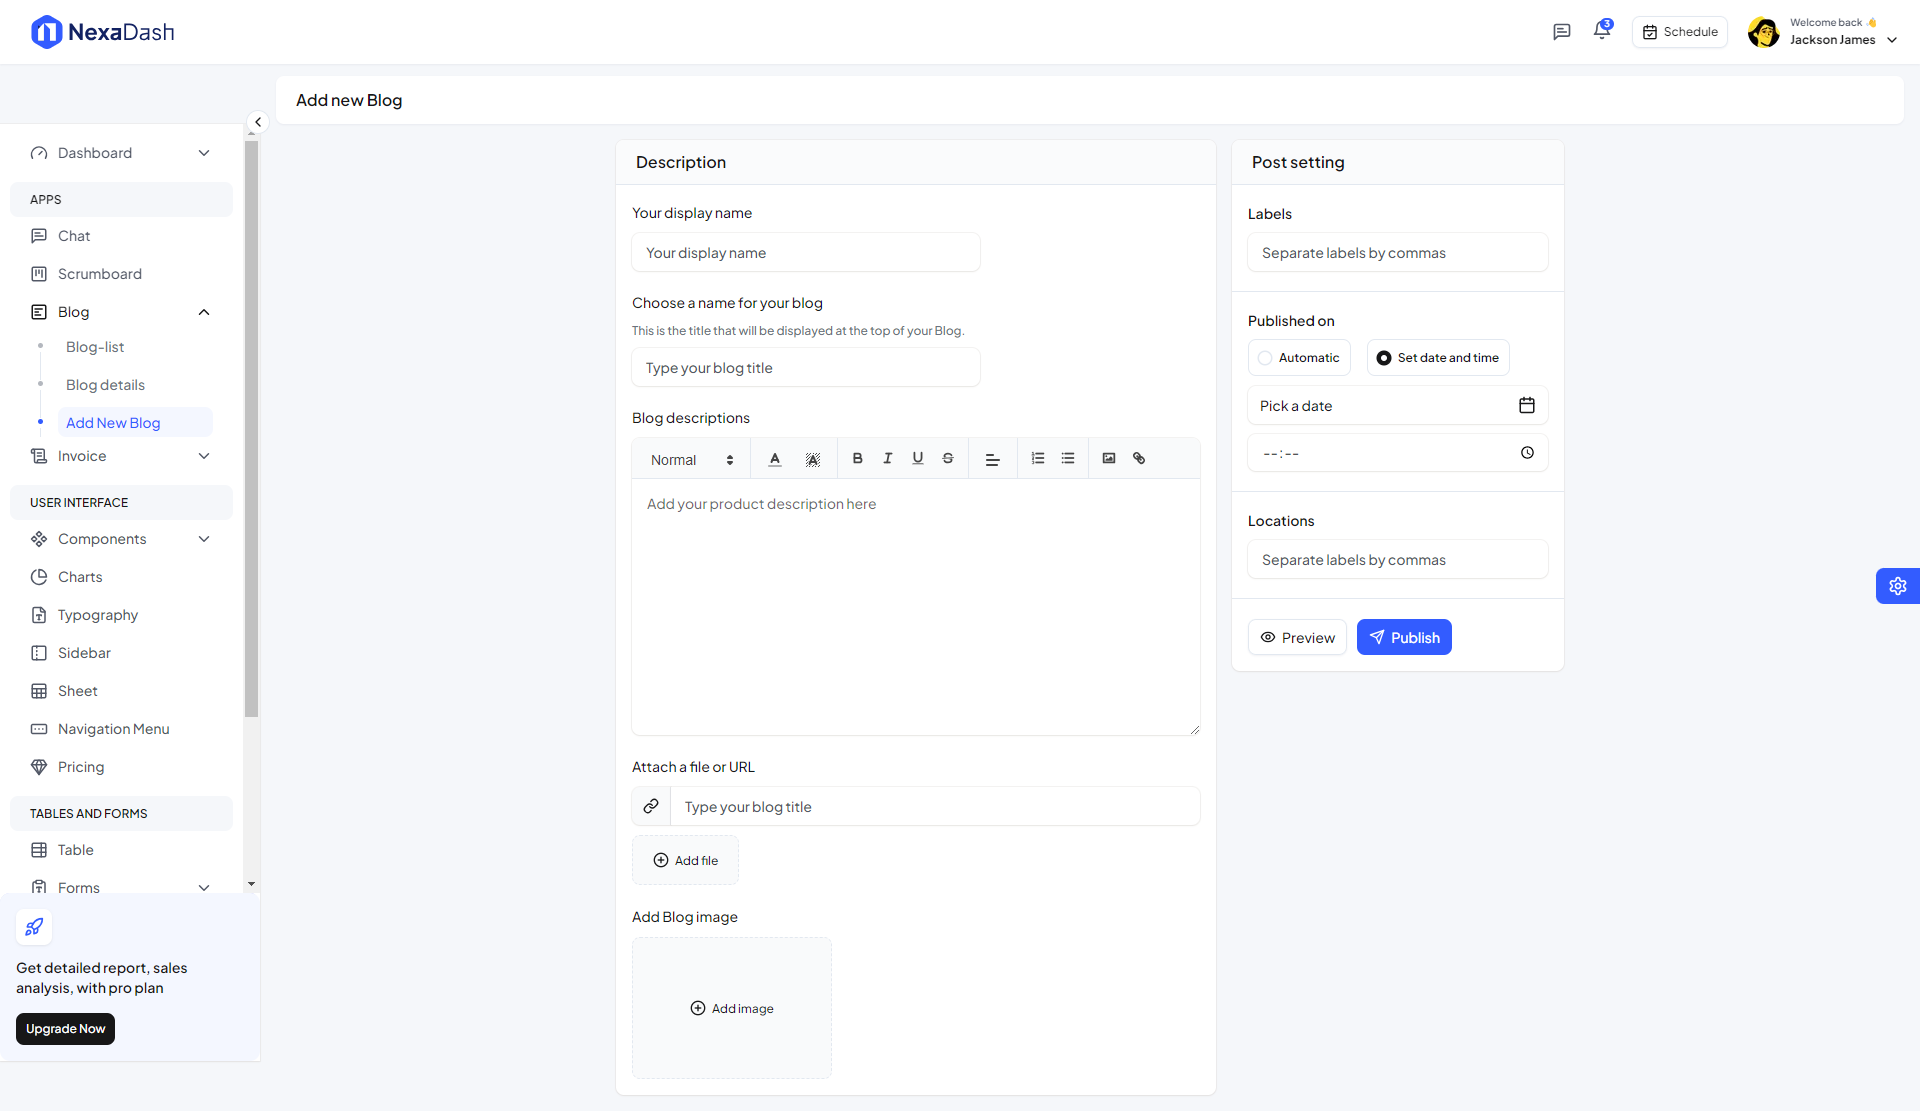 NexaDash
3
Schedule
Welcome back 👋
Jackson James
Add new Blog
Dashboard
APPS
Chat
Scrumboard
Blog
Blog-list
Blog details
Add New Blog
Invoice
USER INTERFACE
Components
Charts
Typography
Sidebar
Sheet
Navigation Menu
Pricing
TABLES AND FORMS
Table
Forms
Get detailed report, sales
analysis, with pro plan
Upgrade Now
Description
Your display name
Your display name
Choose a name for your blog
This is the title that will be displayed at the top of your Blog.
Type your blog title
Blog descriptions
Normal
A A B I U S
Add your product description here
Attach a file or URL
Type your blog title
Add file
Add Blog image
Add image
Post setting
Labels
Separate labels by commas
Published on
Automatic
Set date and time
Pick a date
--:--
Locations
Separate labels by commas
Preview
Publish